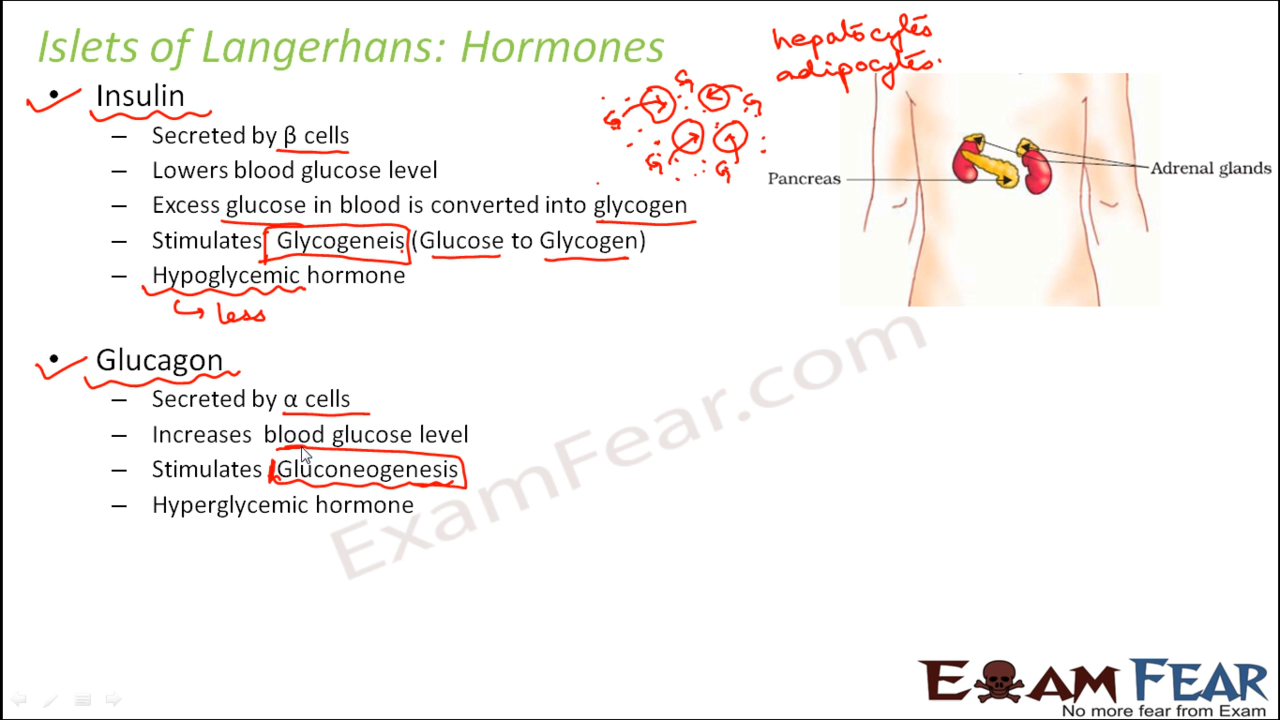 Islets of Langerhans: Hormones
hepatocytes
adipocytes.
• Insulin
– Secreted by β cells
– Lowers blood glucose level
– Excess glucose in blood is converted into glycogen
– Stimulates Glycogeneis (Glucose to Glycogen)
– Hypoglycemic hormone
↳ less
G
G
G
G
G
Pancreas
Adrenal glands
• Glucagon
– Secreted by α cells
– Increases blood glucose level
– Stimulates Gluconeogenesis
– Hyperglycemic hormone
ExamFear.com
EXAM FEAR
No more fear from Exam